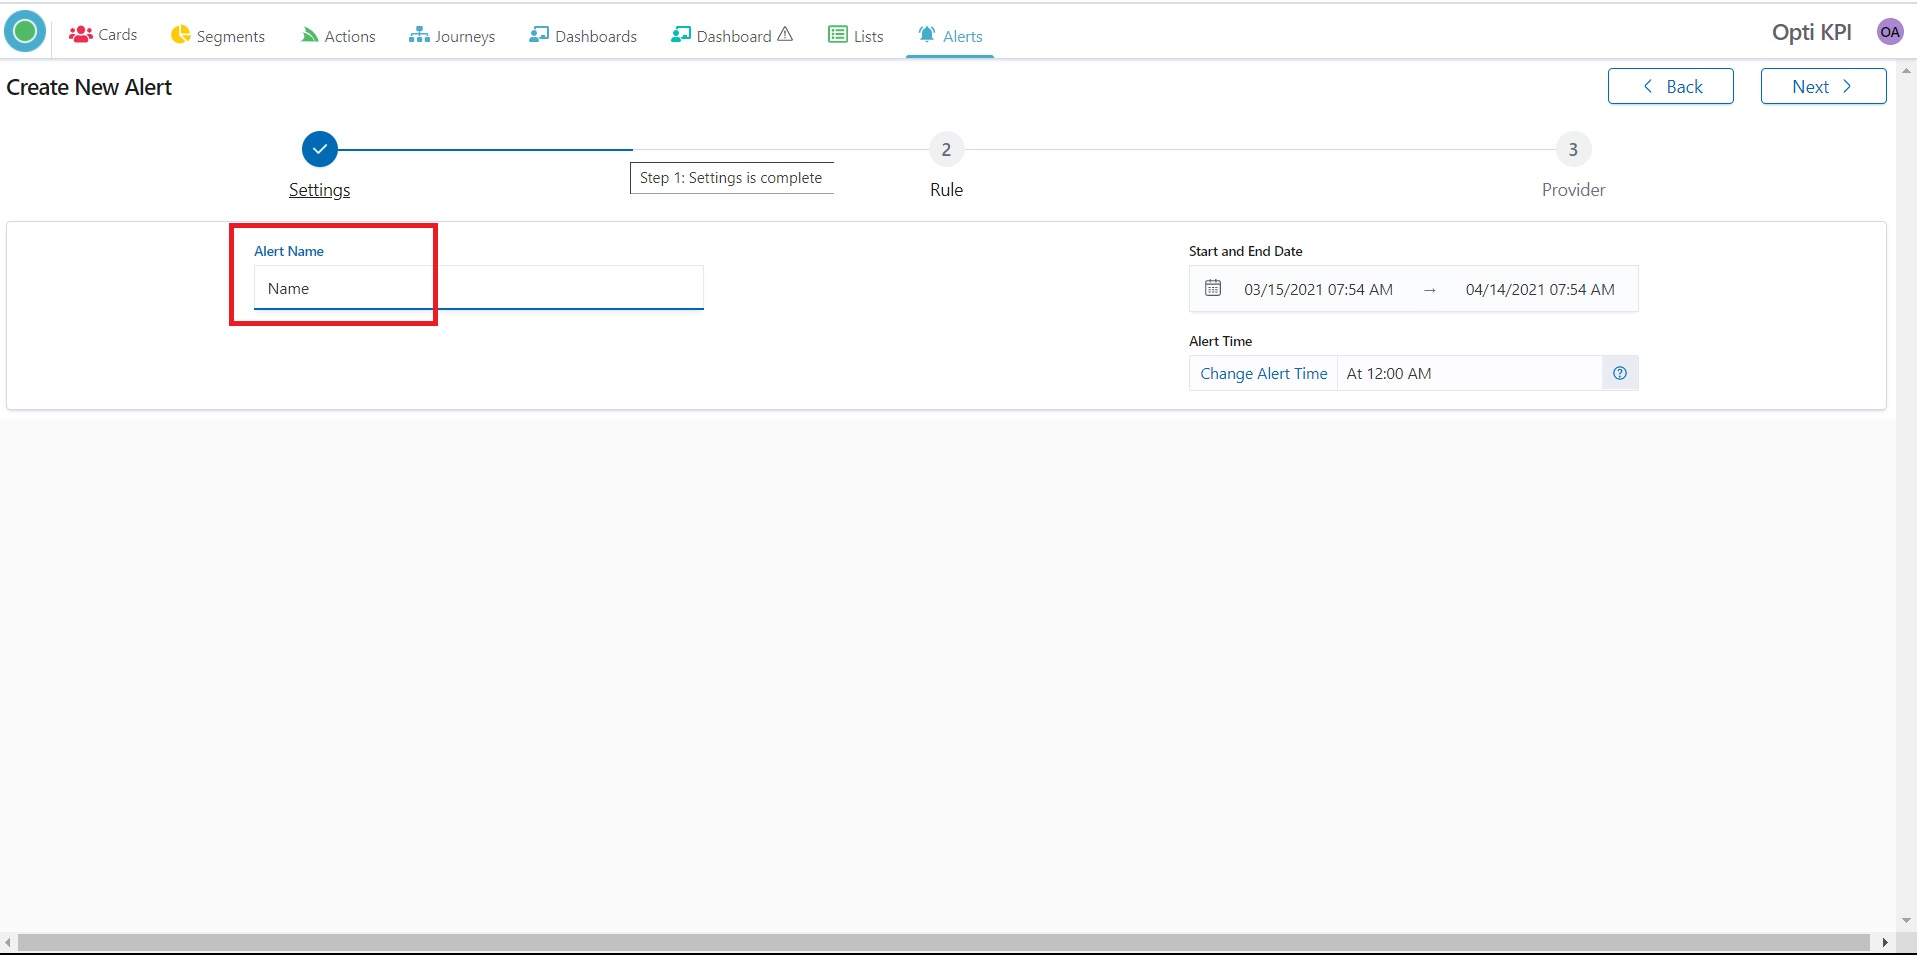 Cards Segments Actions Journeys Dashboards Dashboard Lists Alerts Opti KPI OA
Create New Alert
Back Next
2 3
Step 1: Settings is complete
Settings Rule Provider
Alert Name
Name
Start and End Date
03/15/2021 07:54 AM → 04/14/2021 07:54 AM
Alert Time
Change Alert Time At 12:00 AM